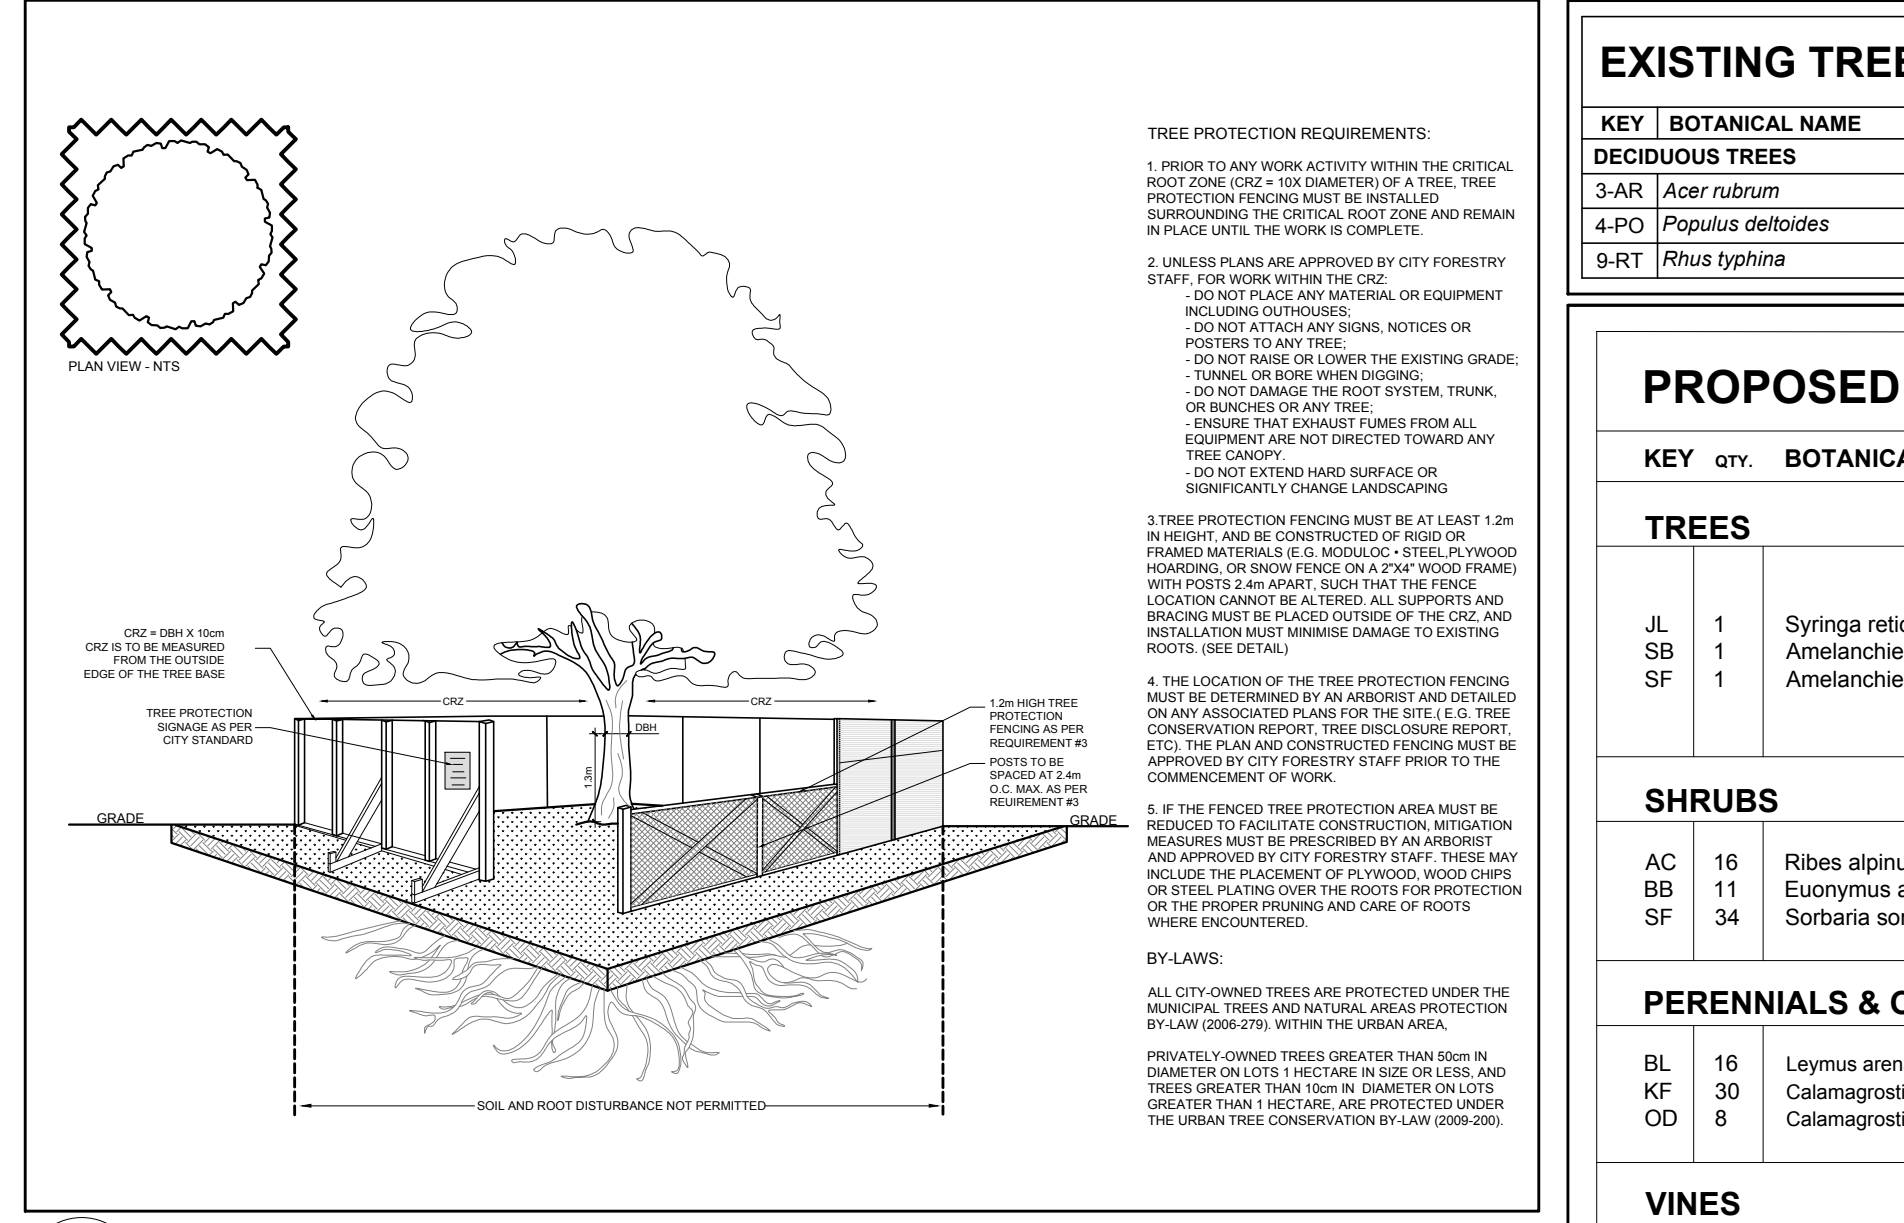 PLAN VIEW - NTS
CRZ = DBH X 10cm
CRZ IS TO BE MEASURED
FROM THE OUTSIDE
EDGE OF THE TREE BASE
TREE PROTECTION
SIGNAGE AS PER
CITY STANDARD
GRADE
CRZ
CRZ
DBH
1.3m
1.2m HIGH TREE
PROTECTION
FENCING AS PER
REQUIREMENT #3
POSTS TO BE
SPACED AT 2.4m
O.C. MAX. AS PER
REUIREMENT #3
GRADE
SOIL AND ROOT DISTURBANCE NOT PERMITTED
TREE PROTECTION REQUIREMENTS:
1. PRIOR TO ANY WORK ACTIVITY WITHIN THE CRITICAL
ROOT ZONE (CRZ = 10X DIAMETER) OF A TREE, TREE
PROTECTION FENCING MUST BE INSTALLED
SURROUNDING THE CRITICAL ROOT ZONE AND REMAIN
IN PLACE UNTIL THE WORK IS COMPLETE.
2. UNLESS PLANS ARE APPROVED BY CITY FORESTRY
STAFF, FOR WORK WITHIN THE CRZ:
- DO NOT PLACE ANY MATERIAL OR EQUIPMENT
INCLUDING OUTHOUSES;
- DO NOT ATTACH ANY SIGNS, NOTICES OR
POSTERS TO ANY TREE;
- DO NOT RAISE OR LOWER THE EXISTING GRADE;
- TUNNEL OR BORE WHEN DIGGING;
- DO NOT DAMAGE THE ROOT SYSTEM, TRUNK,
OR BUNCHES OR ANY TREE;
- ENSURE THAT EXHAUST FUMES FROM ALL
EQUIPMENT ARE NOT DIRECTED TOWARD ANY
TREE CANOPY.
- DO NOT EXTEND HARD SURFACE OR
SIGNIFICANTLY CHANGE LANDSCAPING
3.TREE PROTECTION FENCING MUST BE AT LEAST 1.2m
IN HEIGHT, AND BE CONSTRUCTED OF RIGID OR
FRAMED MATERIALS (E.G. MODULOC • STEEL,PLYWOOD
HOARDING, OR SNOW FENCE ON A 2"X4" WOOD FRAME)
WITH POSTS 2.4m APART, SUCH THAT THE FENCE
LOCATION CANNOT BE ALTERED. ALL SUPPORTS AND
BRACING MUST BE PLACED OUTSIDE OF THE CRZ, AND
INSTALLATION MUST MINIMISE DAMAGE TO EXISTING
ROOTS. (SEE DETAIL)
4. THE LOCATION OF THE TREE PROTECTION FENCING
MUST BE DETERMINED BY AN ARBORIST AND DETAILED
ON ANY ASSOCIATED PLANS FOR THE SITE.( E.G. TREE
CONSERVATION REPORT, TREE DISCLOSURE REPORT,
ETC). THE PLAN AND CONSTRUCTED FENCING MUST BE
APPROVED BY CITY FORESTRY STAFF PRIOR TO THE
COMMENCEMENT OF WORK.
5. IF THE FENCED TREE PROTECTION AREA MUST BE
REDUCED TO FACILITATE CONSTRUCTION, MITIGATION
MEASURES MUST BE PRESCRIBED BY AN ARBORIST
AND APPROVED BY CITY FORESTRY STAFF. THESE MAY
INCLUDE THE PLACEMENT OF PLYWOOD, WOOD CHIPS
OR STEEL PLATING OVER THE ROOTS FOR PROTECTION
OR THE PROPER PRUNING AND CARE OF ROOTS
WHERE ENCOUNTERED.
BY-LAWS:
ALL CITY-OWNED TREES ARE PROTECTED UNDER THE
MUNICIPAL TREES AND NATURAL AREAS PROTECTION
BY-LAW (2006-279). WITHIN THE URBAN AREA,
PRIVATELY-OWNED TREES GREATER THAN 50cm IN
DIAMETER ON LOTS 1 HECTARE IN SIZE OR LESS, AND
TREES GREATER THAN 10cm IN DIAMETER ON LOTS
GREATER THAN 1 HECTARE, ARE PROTECTED UNDER
THE URBAN TREE CONSERVATION BY-LAW (2009-200).
EXISTING TREE
KEY BOTANICAL NAME
DECIDUOUS TREES
3-AR Acer rubrum
4-PO Populus deltoides
9-RT Rhus typhina
PROPOSED
KEY QTY. BOTANICA
TREES
JL 1 Syringa retic
SB 1 Amelanchie
SF 1 Amelanchie
SHRUBS
AC 16 Ribes alpinu
BB 11 Euonymus a
SF 34 Sorbaria sor
PERENNIALS & 
BL 16 Leymus aren
KF 30 Calamagrosti
OD 8 Calamagrosti
VINES